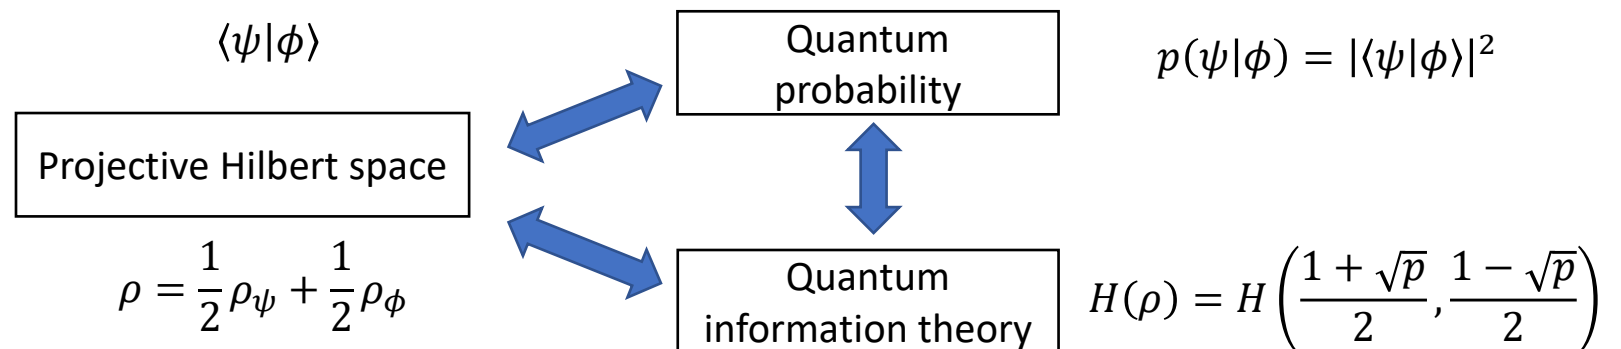 ⟨ψ|ϕ⟩
Projective Hilbert space
ρ = 1/2 ρ_ψ + 1/2 ρ_ϕ
Quantum
probability
p(ψ|ϕ) = |⟨ψ|ϕ⟩|²
Quantum
information theory
H(ρ) = H((1 + √p)/2, (1 − √p)/2)